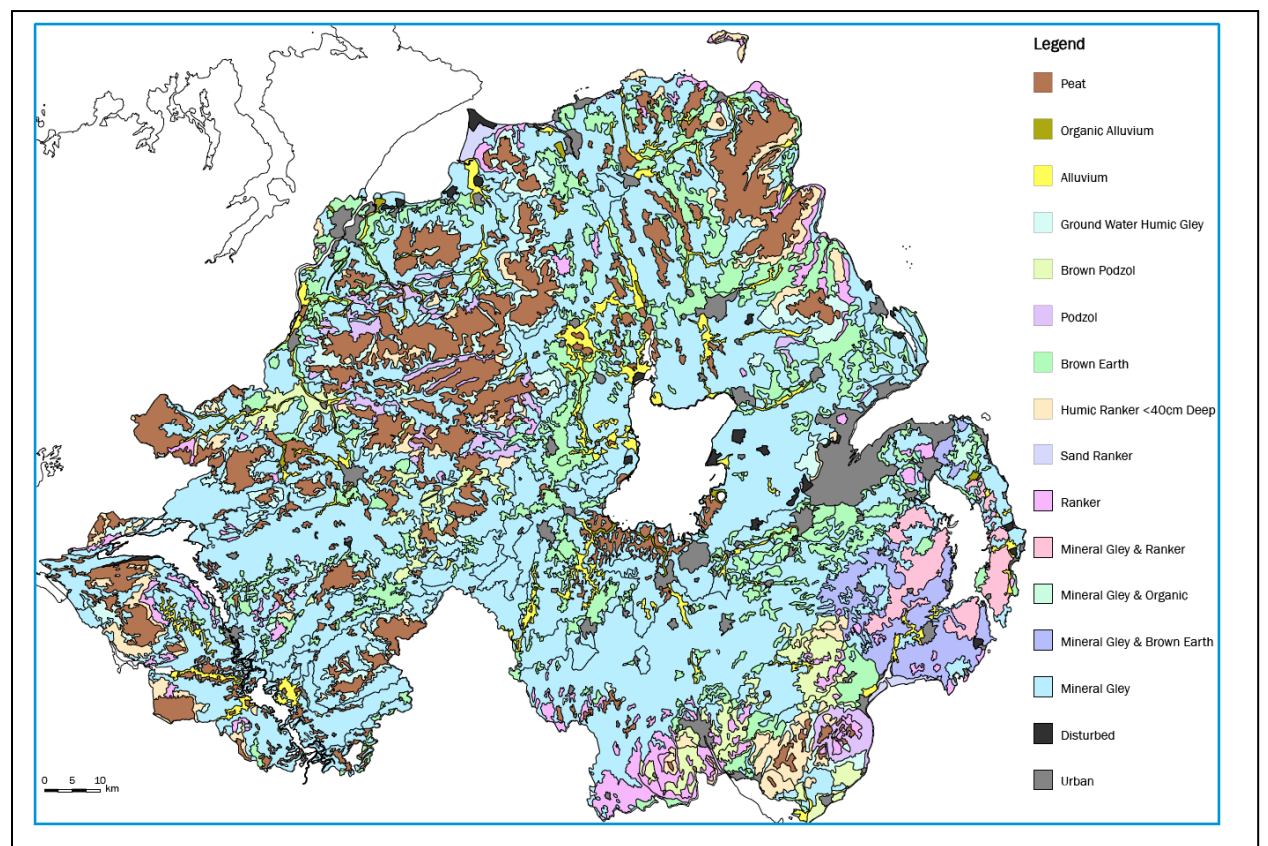 Legend
Peat
Organic Alluvium
Alluvium
Ground Water Humic Gley
Brown Podzol
Podzol
Brown Earth
Humic Ranker <40cm Deep
Sand Ranker
Ranker
Mineral Gley & Ranker
Mineral Gley & Organic
Mineral Gley & Brown Earth
Mineral Gley
Disturbed
Urban
0 5 10
km